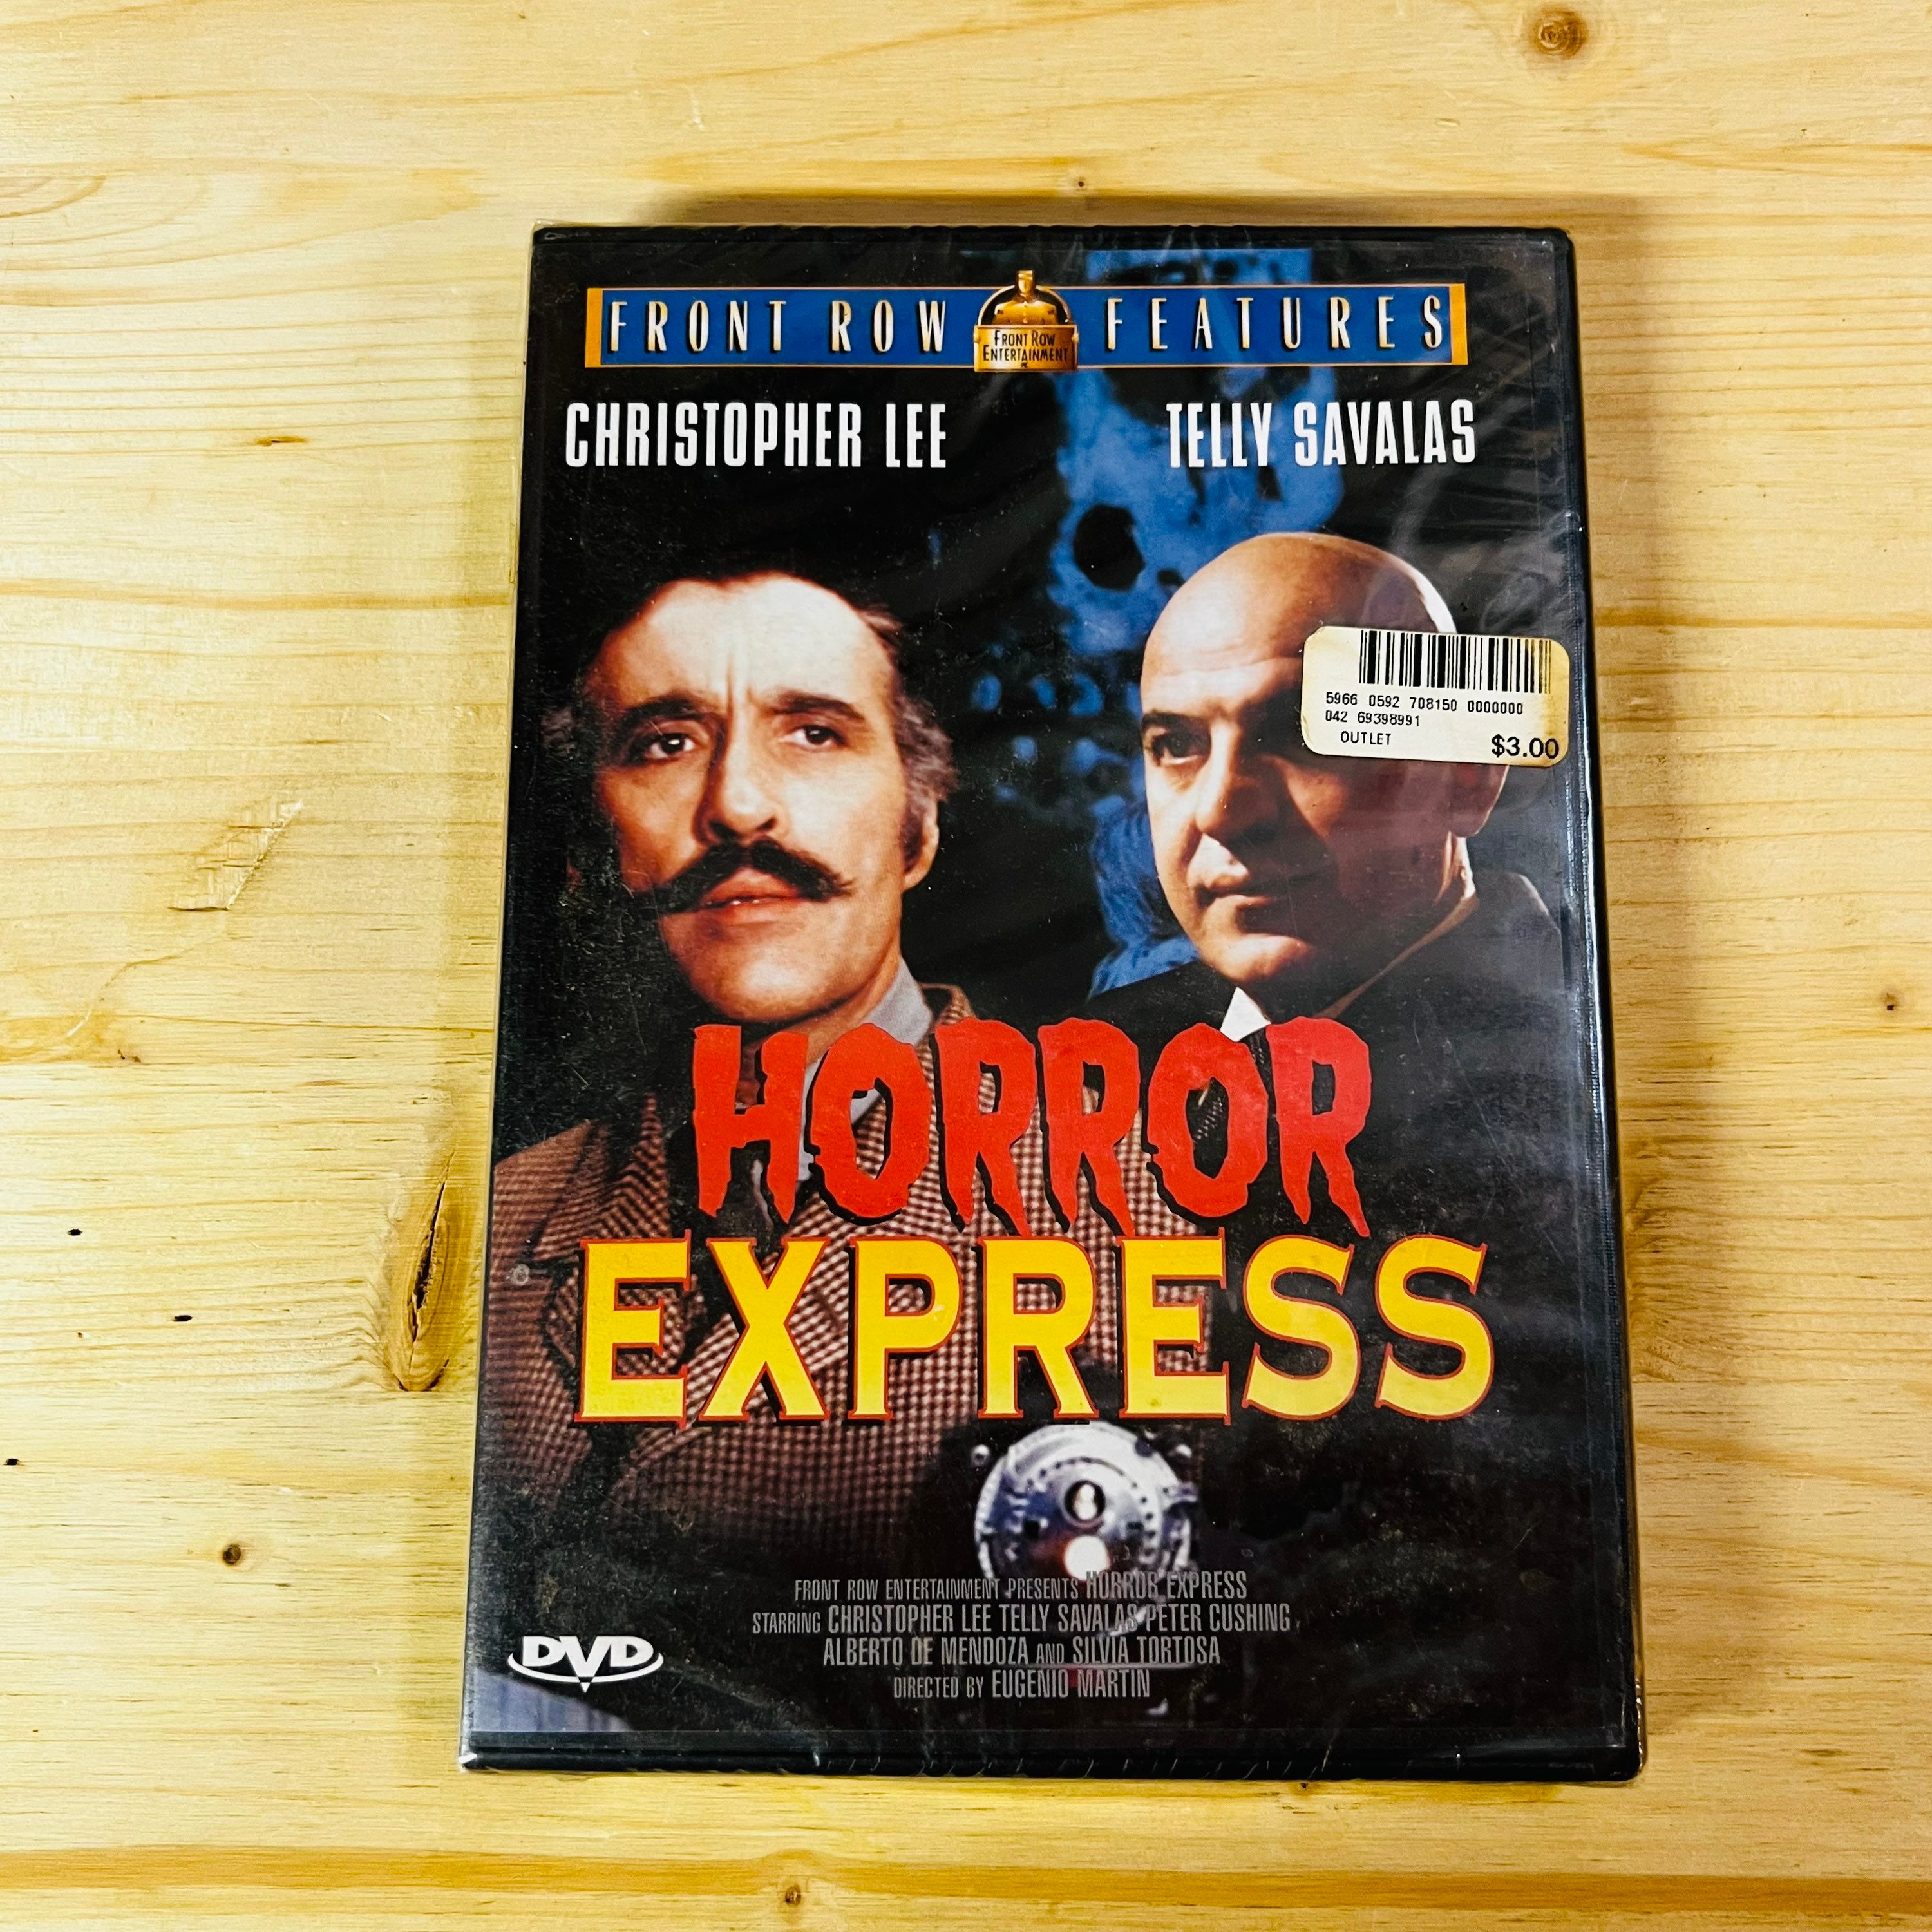 FRONT ROW FEATURES
FRONT ROW
ENTERTAINMENT
CHRISTOPHER LEE TELLY SAVALAS
5966 0592 708150 0000000
042 69398991
OUTLET $3.00
HORROR
EXPRESS
FRONT ROW ENTERTAINMENT PRESENTS HORROR EXPRESS
STARRING CHRISTOPHER LEE TELLY SAVALAS PETER CUSHING
ALBERTO DE MENDOZA AND SILVIA TORTOSA
DIRECTED BY EUGENIO MARTIN
DVD